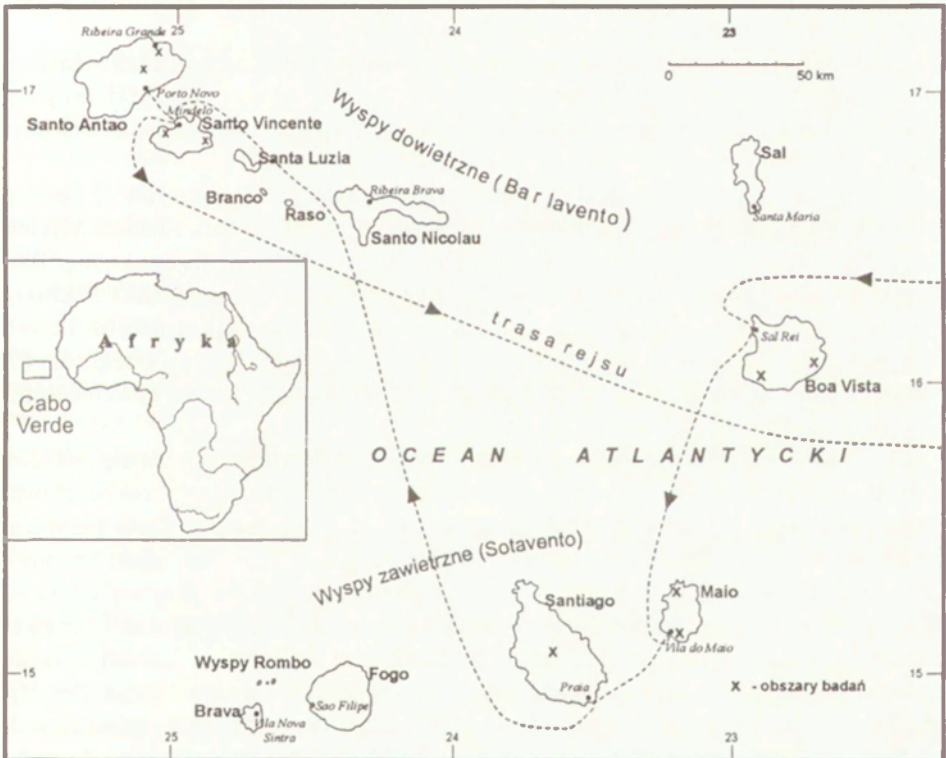 25
24
23
Ribeira Grande
0
50 km
17
17
Porto Novo
Mindelo
Santo Antao
Santo Vincente
Wyspy dowietrzne (Barlavento)
Sal
Santa Luzia
Branco
Ribeira Brava
Raso
Santa Maria
Santo Nicolau
trasa rejsu
Sal Rei
Afryka
16
Boa Vista
Cabo
Verde
OCEAN ATLANTYCKI
Wyspy zawietrzne (Sotavento)
Santiago
Maio
Vila do Maio
Wyspy Rombo
Fogo
15
15
Praia
x - obszary badań
Brava
Sao Filipe
Vila Nova
Sintra
25
24
23